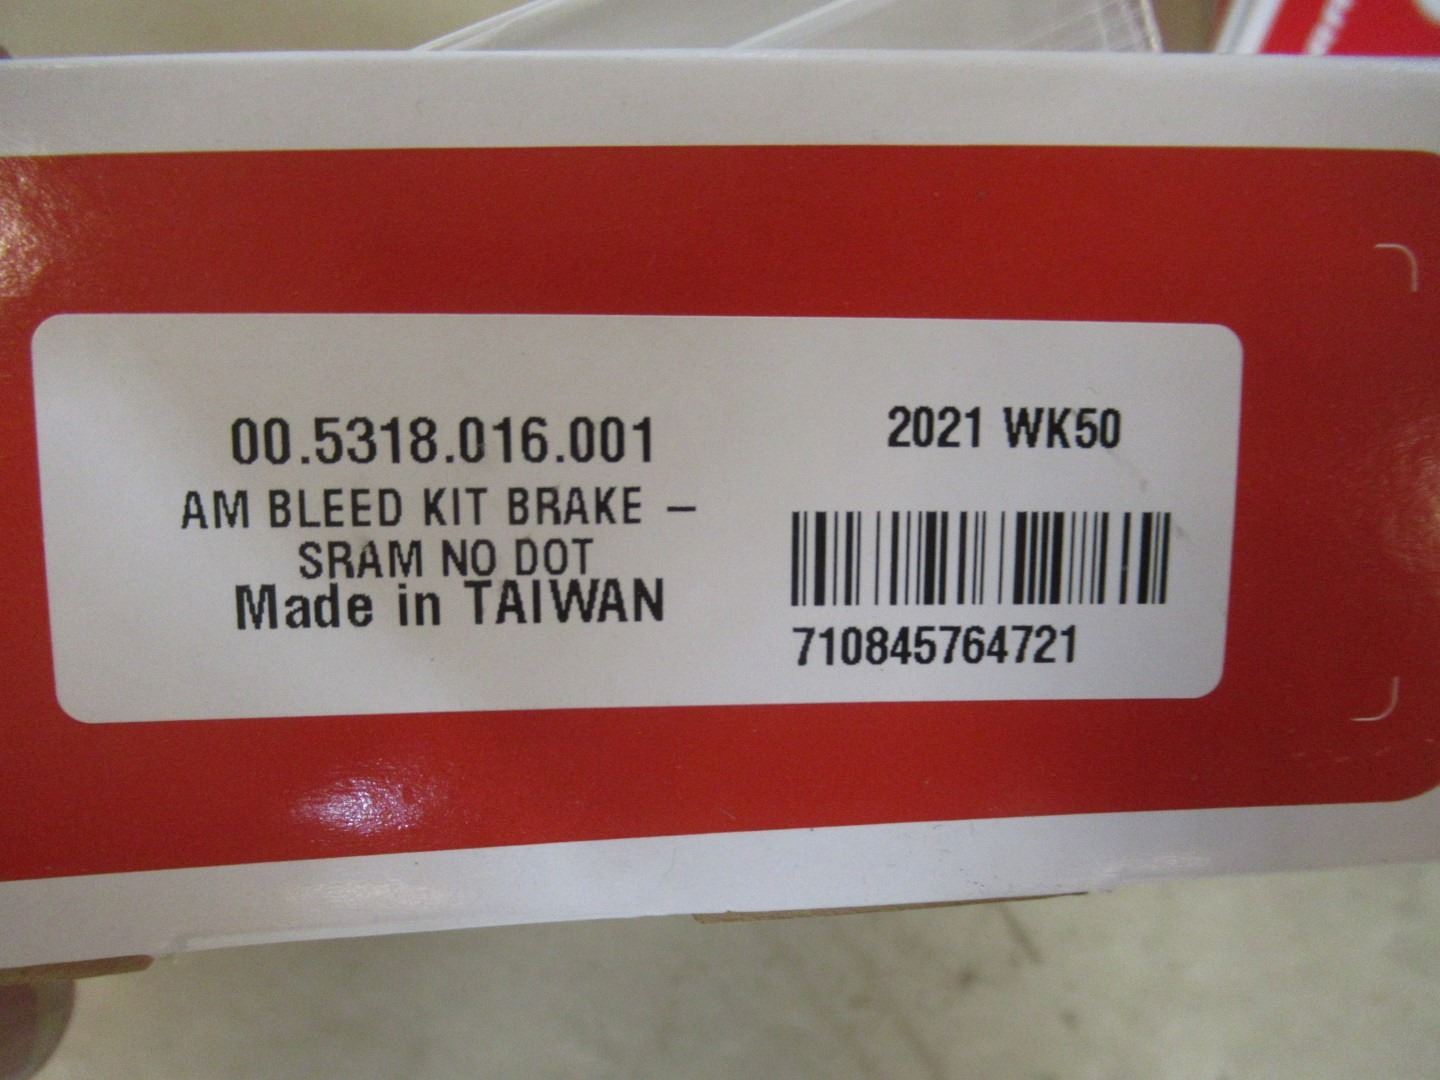 00.5318.016.001
AM BLEED KIT BRAKE –
SRAM NO DOT
Made in TAIWAN
2021 WK50
710845764721